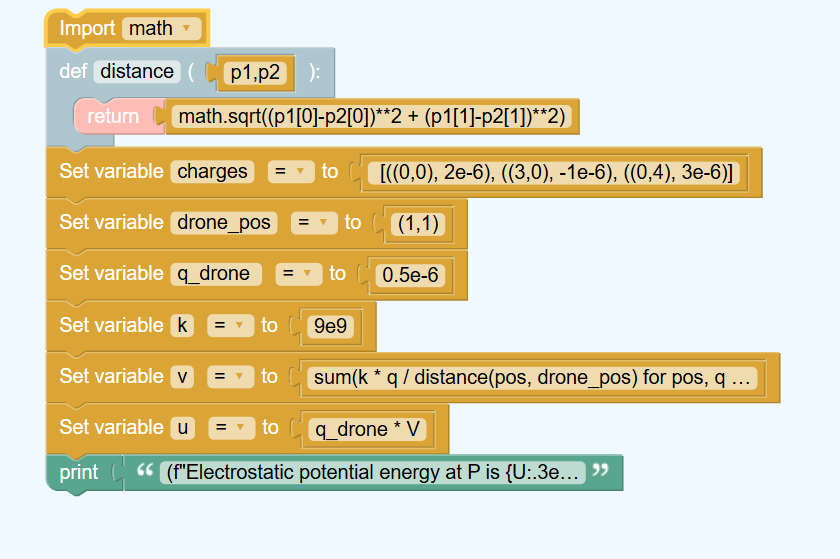 Import math
def distance ( p1,p2 ):
return math.sqrt((p1[0]-p2[0])**2 + (p1[1]-p2[1])**2)
Set variable charges = to [((0,0), 2e-6), ((3,0), -1e-6), ((0,4), 3e-6)]
Set variable drone_pos = to (1,1)
Set variable q_drone = to 0.5e-6
Set variable k = to 9e9
Set variable v = to sum(k * q / distance(pos, drone_pos) for pos, q …
Set variable u = to q_drone * V
print “ (f"Electrostatic potential energy at P is {U:.3e… ”